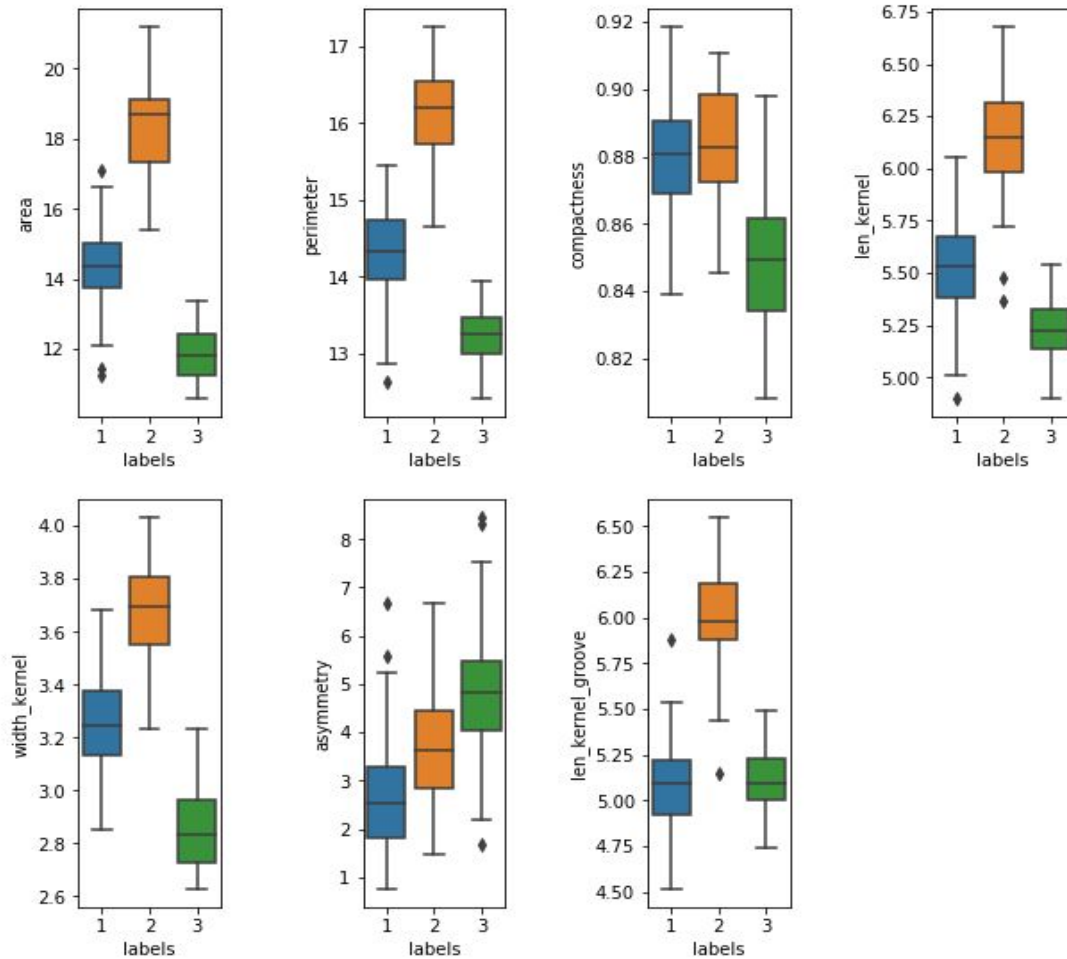 area
20
18
16
14
12
1 2 3
labels
perimeter
17
16
15
14
13
1 2 3
labels
compactness
0.92
0.90
0.88
0.86
0.84
0.82
1 2 3
labels
len_kernel
6.75
6.50
6.25
6.00
5.75
5.50
5.25
5.00
1 2 3
labels
width_kernel
4.0
3.8
3.6
3.4
3.2
3.0
2.8
2.6
1 2 3
labels
asymmetry
8
7
6
5
4
3
2
1
1 2 3
labels
len_kernel_groove
6.50
6.25
6.00
5.75
5.50
5.25
5.00
4.75
4.50
1 2 3
labels